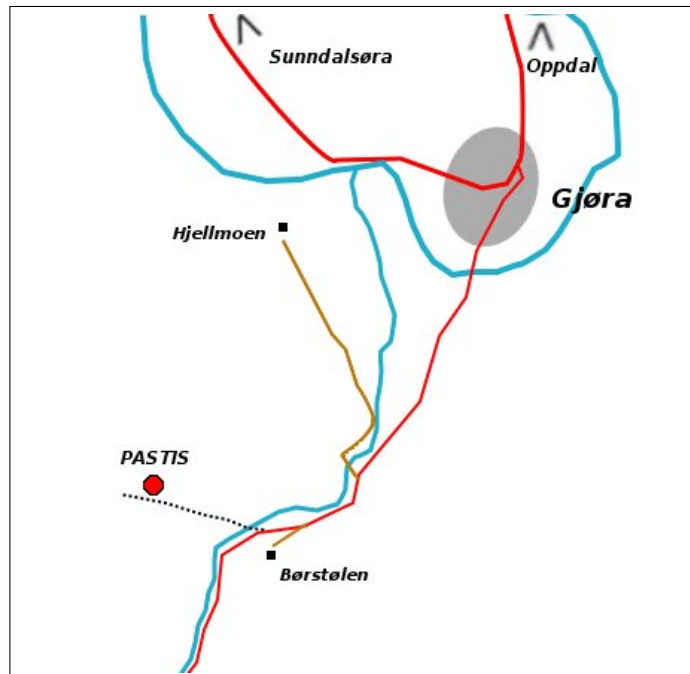 Sunndalsøra
Oppdal
Gjøra
Hjellmoen
PASTIS
Børstølen